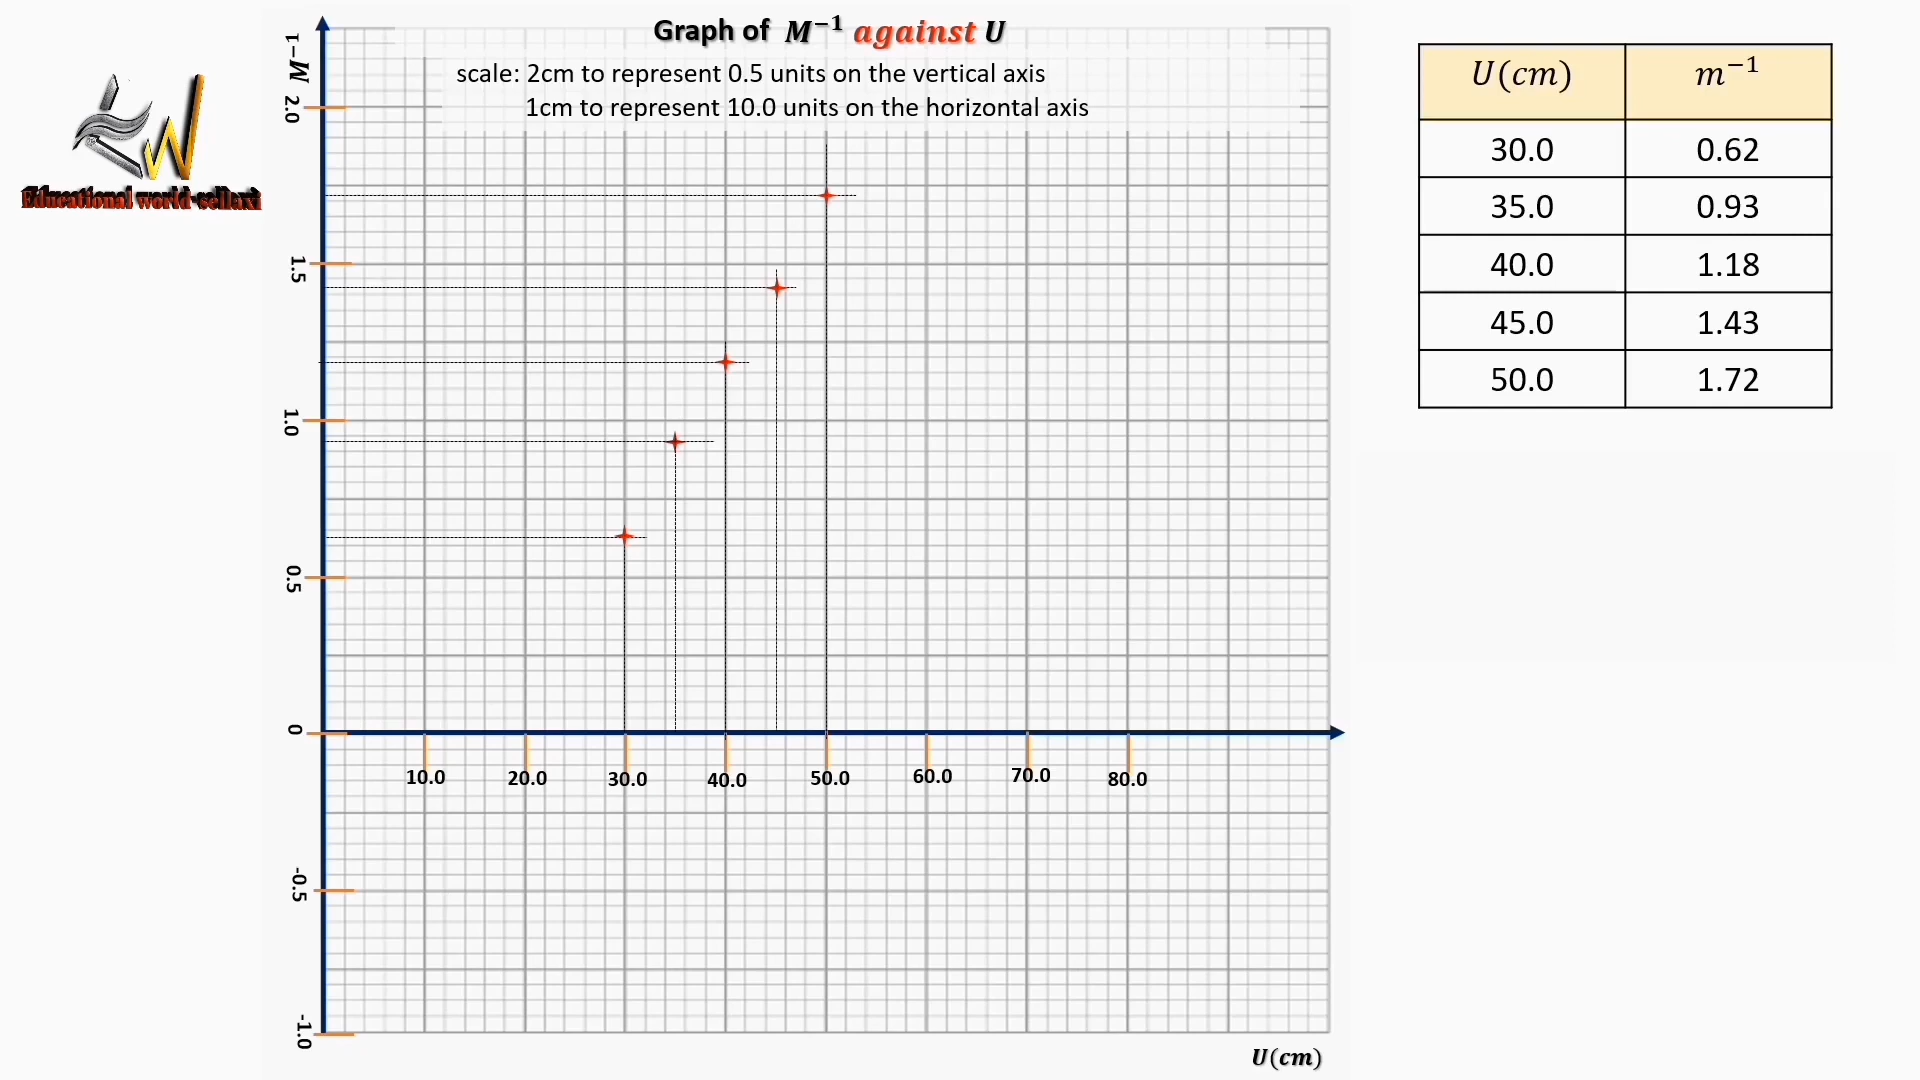 Graph of M⁻¹ against U
scale: 2cm to represent 0.5 units on the vertical axis
1cm to represent 10.0 units on the horizontal axis
Educational world-sellaxi
M⁻¹
2.0
1.5
1.0
0.5
0
-0.5
-1.0
10.0 20.0 30.0 40.0 50.0 60.0 70.0 80.0
U(cm)
U(cm) m⁻¹
30.0 0.62
35.0 0.93
40.0 1.18
45.0 1.43
50.0 1.72